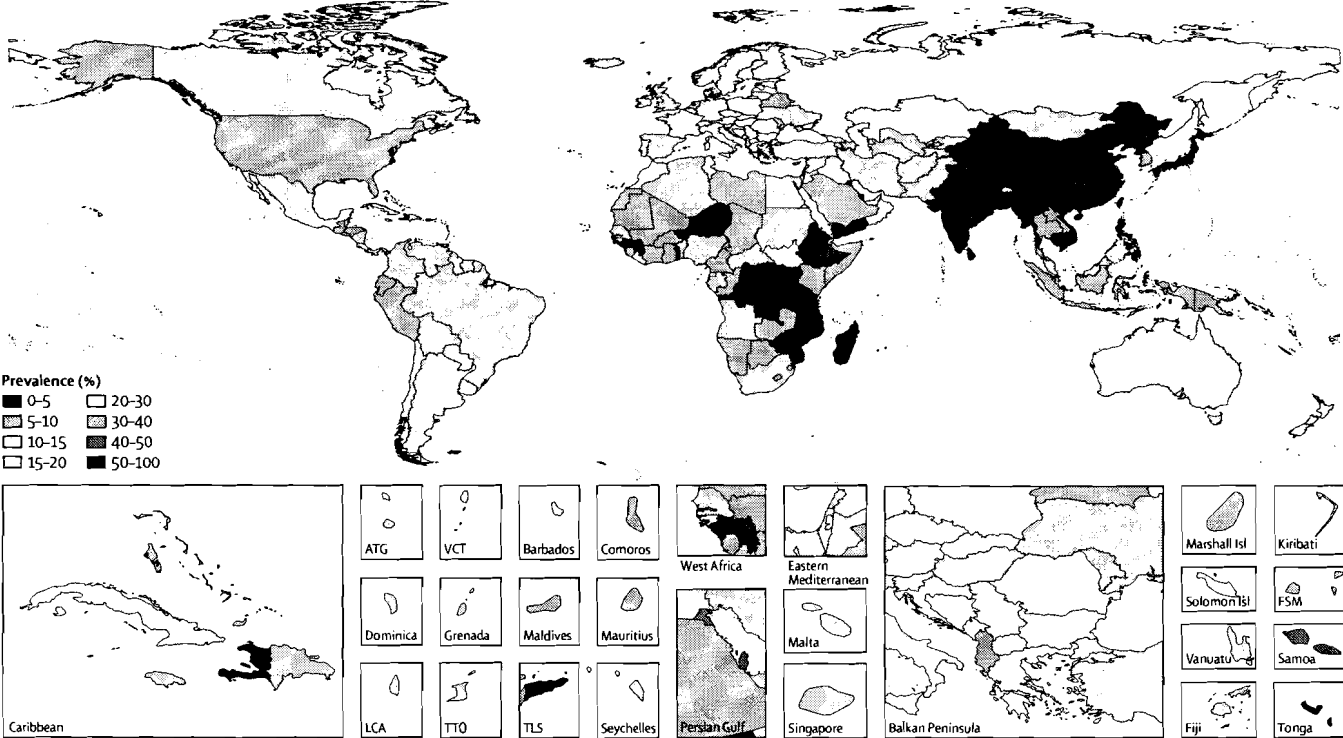 Prevalence (%)
0–5
20–30
5–10
30–40
10–15
40–50
15–20
50–100
ATG
VCT
Barbados
Comoros
West Africa
Eastern
Mediterranean
Marshall Isl
Kiribati
Dominica
Grenada
Maldives
Mauritius
Malta
Solomon Isl
FSM
Vanuatu
Samoa
Caribbean
LCA
TTO
TLS
Seychelles
Persian Gulf
Singapore
Balkan Peninsula
Fiji
Tonga